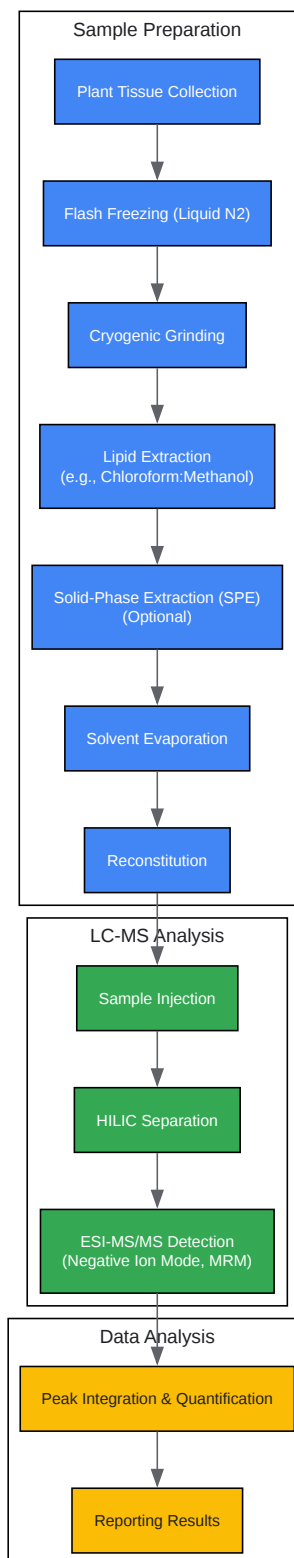 Sample Preparation
Plant Tissue Collection
Flash Freezing (Liquid N2)
Cryogenic Grinding
Lipid Extraction
(e.g., Chloroform:Methanol)
Solid-Phase Extraction (SPE)
(Optional)
Solvent Evaporation
Reconstitution
LC-MS Analysis
Sample Injection
HILIC Separation
ESI-MS/MS Detection
(Negative Ion Mode, MRM)
Data Analysis
Peak Integration & Quantification
Reporting Results